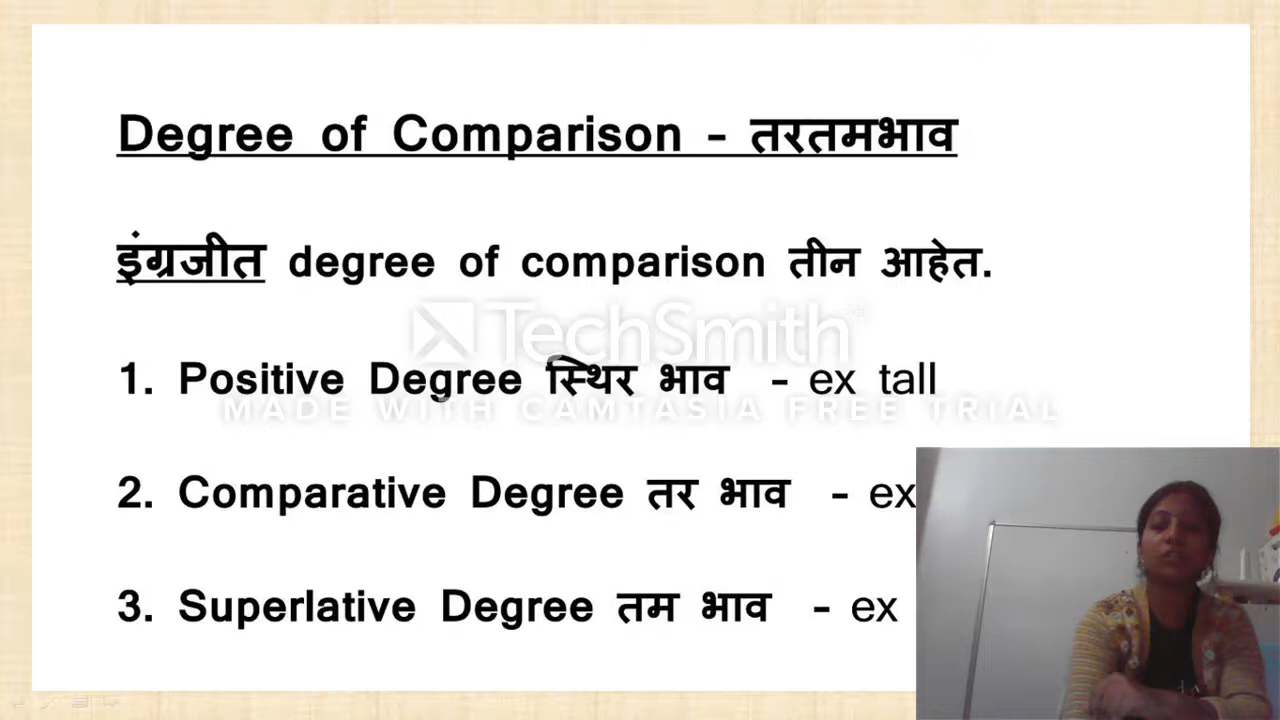 Degree of Comparison - तरतमभाव
इंग्रजीत degree of comparison तीन आहेत.
TechSmith
1. Positive Degree स्थिर भाव - ex tall
MADE WITH CAMTASIA FREE TRIAL
2. Comparative Degree तर भाव - ex
3. Superlative Degree तम भाव - ex